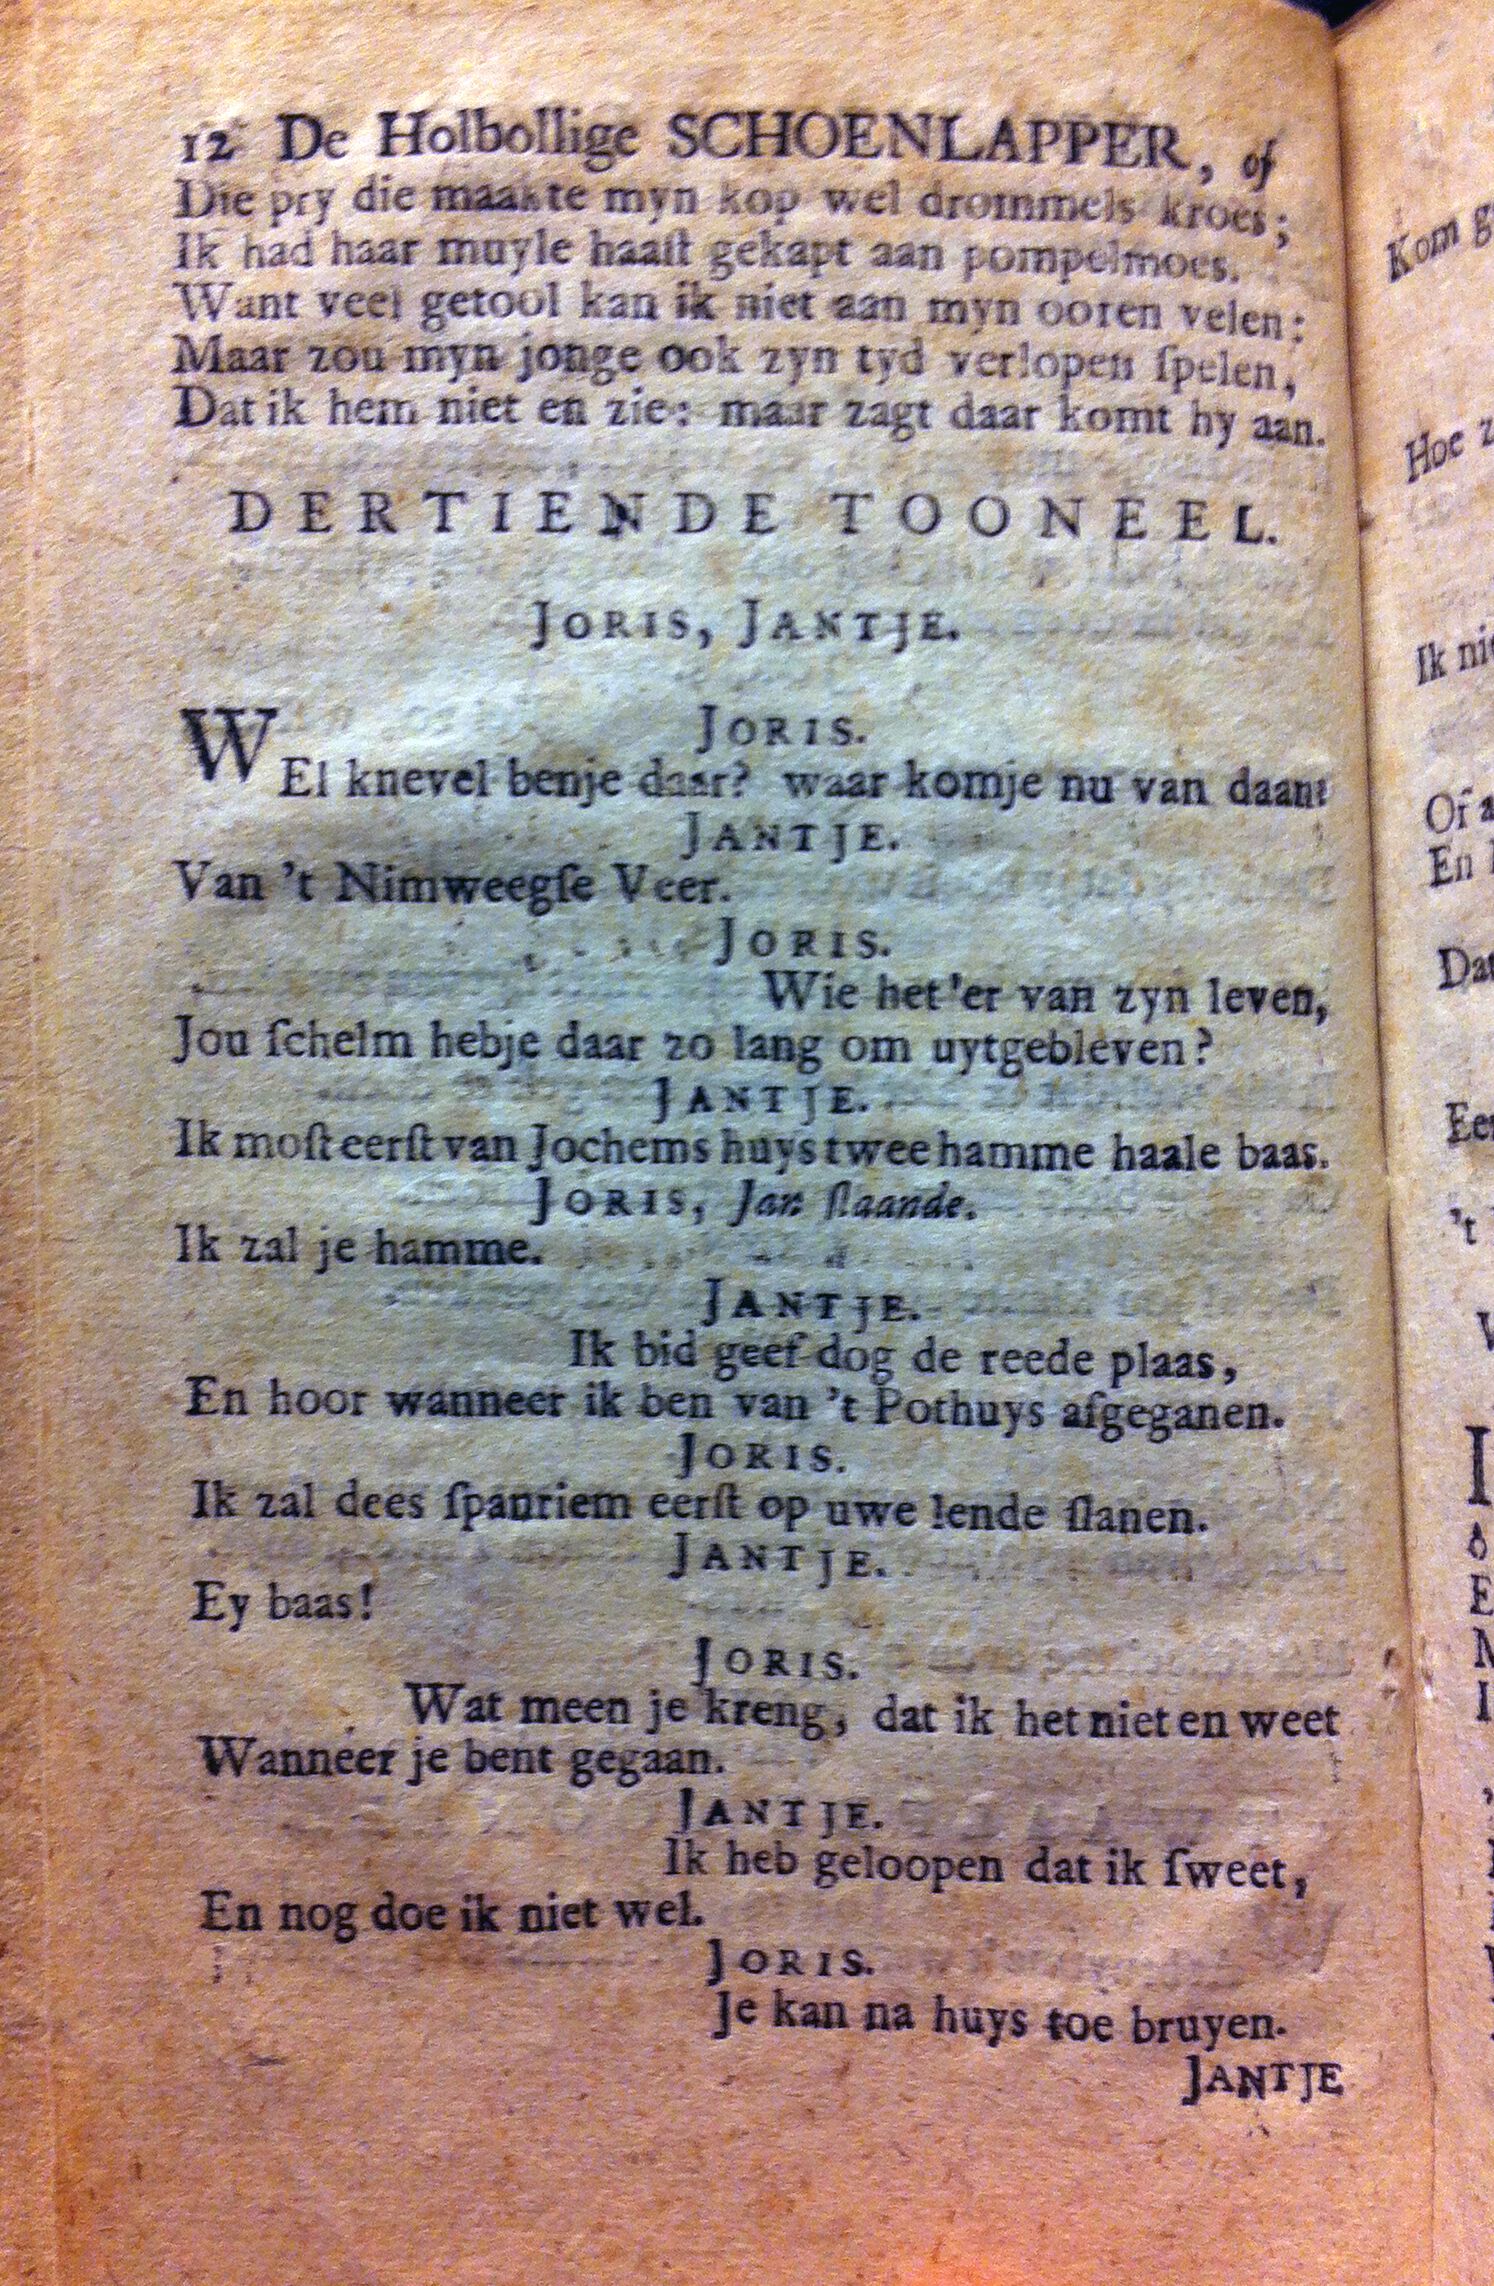 12 De Holbollige SCHOENLAPPER, of
Die pry die maakte myn kop wel drommels kroes;
Ik had haar muyle haaſt gekapt aan pompelmoes.
Want veel getool kan ik niet aan myn ooren velen:
Maar zou myn jonge ook zyn tyd verlopen ſpelen,
Dat ik hem niet en zie: maar zagt daar komt hy aan.
DERTIENDE TOONEEL.
JORIS, JANTJE.
JORIS.
WEl knevel benje daar? waar komje nu van daan?
JANTJE.
Van 't Nimweegſe Veer.
JORIS.
Wie het 'er van zyn leven,
Jou ſchelm hebje daar zo lang om uytgebleven?
JANTJE.
Ik moſt eerſt van Jochems huys twee hamme haale baas.
JORIS, Jan ſlaande.
Ik zal je hamme.
JANTJE.
Ik bid geef dog de reede plaas,
En hoor wanneer ik ben van 't Pothuys afgeganen.
JORIS.
Ik zal dees ſpanriem eerſt op uwe lende ſlanen.
JANTJE.
Ey baas!
JORIS.
Wat meen je kreng, dat ik het niet en weet
Wanneer je bent gegaan.
JANTJE.
Ik heb geloopen dat ik ſweet,
En nog doe ik niet wel.
JORIS.
Je kan na huys toe bruyen.
JANTJE
Kom
Hoe
Ik
Of
En
't